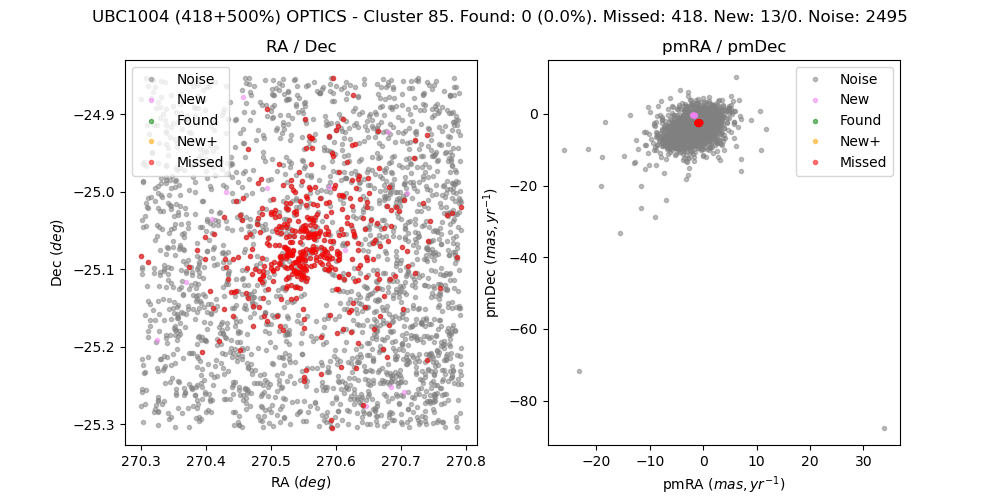 UBC1004 (418+500%) OPTICS - Cluster 85. Found: 0 (0.0%). Missed: 418. New: 13/0. Noise: 2495
RA / Dec
Noise
New
Found
New+
Missed
−24.9
−25.0
−25.1
−25.2
−25.3
Dec (deg)
270.3 270.4 270.5 270.6 270.7 270.8
RA (deg)
pmRA / pmDec
Noise
New
Found
New+
Missed
0
−20
−40
−60
−80
pmDec (mas, yr⁻¹)
−20 −10 0 10 20 30
pmRA (mas, yr⁻¹)